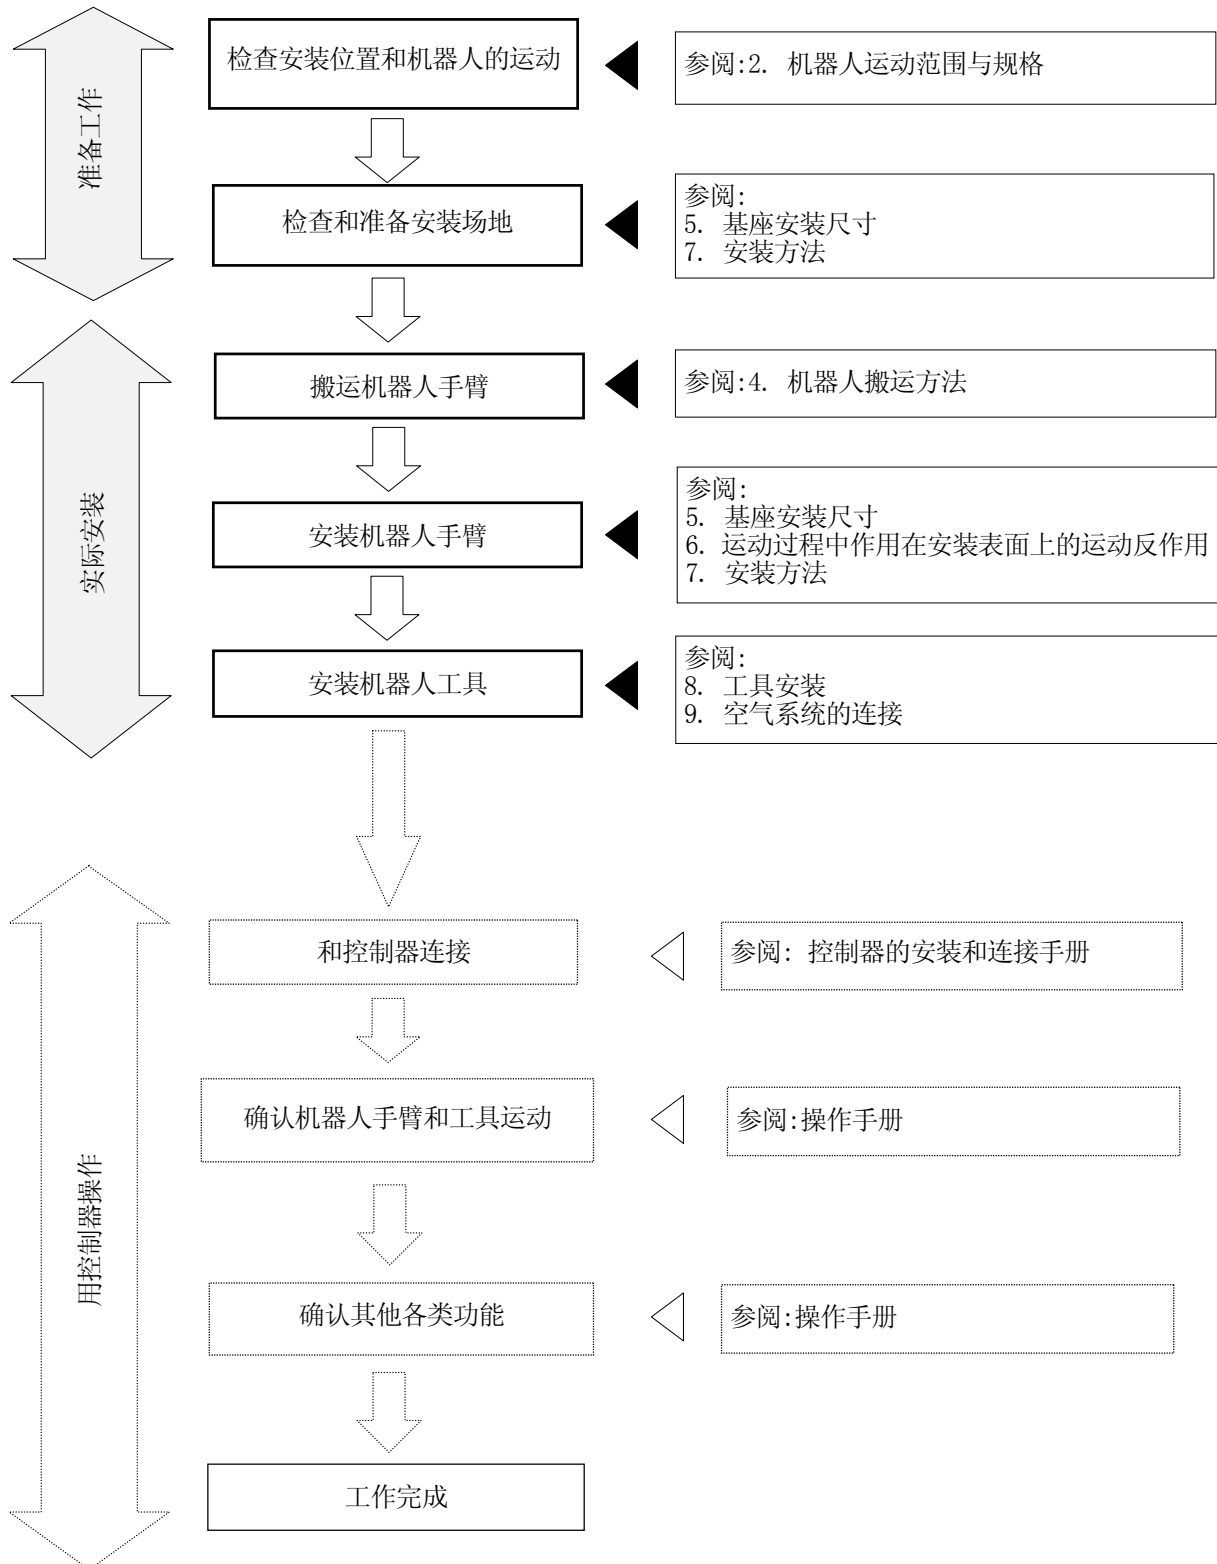 准备工作
检查安装位置和机器人的运动
参阅:2. 机器人运动范围与规格
检查和准备安装场地
参阅:
5. 基座安装尺寸
7. 安装方法
实际安装
搬运机器人手臂
参阅:4. 机器人搬运方法
安装机器人手臂
参阅:
5. 基座安装尺寸
6. 运动过程中作用在安装表面上的运动反作用
7. 安装方法
安装机器人工具
参阅:
8. 工具安装
9. 空气系统的连接
用控制器操作
和控制器连接
参阅: 控制器的安装和连接手册
确认机器人手臂和工具运动
参阅:操作手册
确认其他各类功能
参阅:操作手册
工作完成